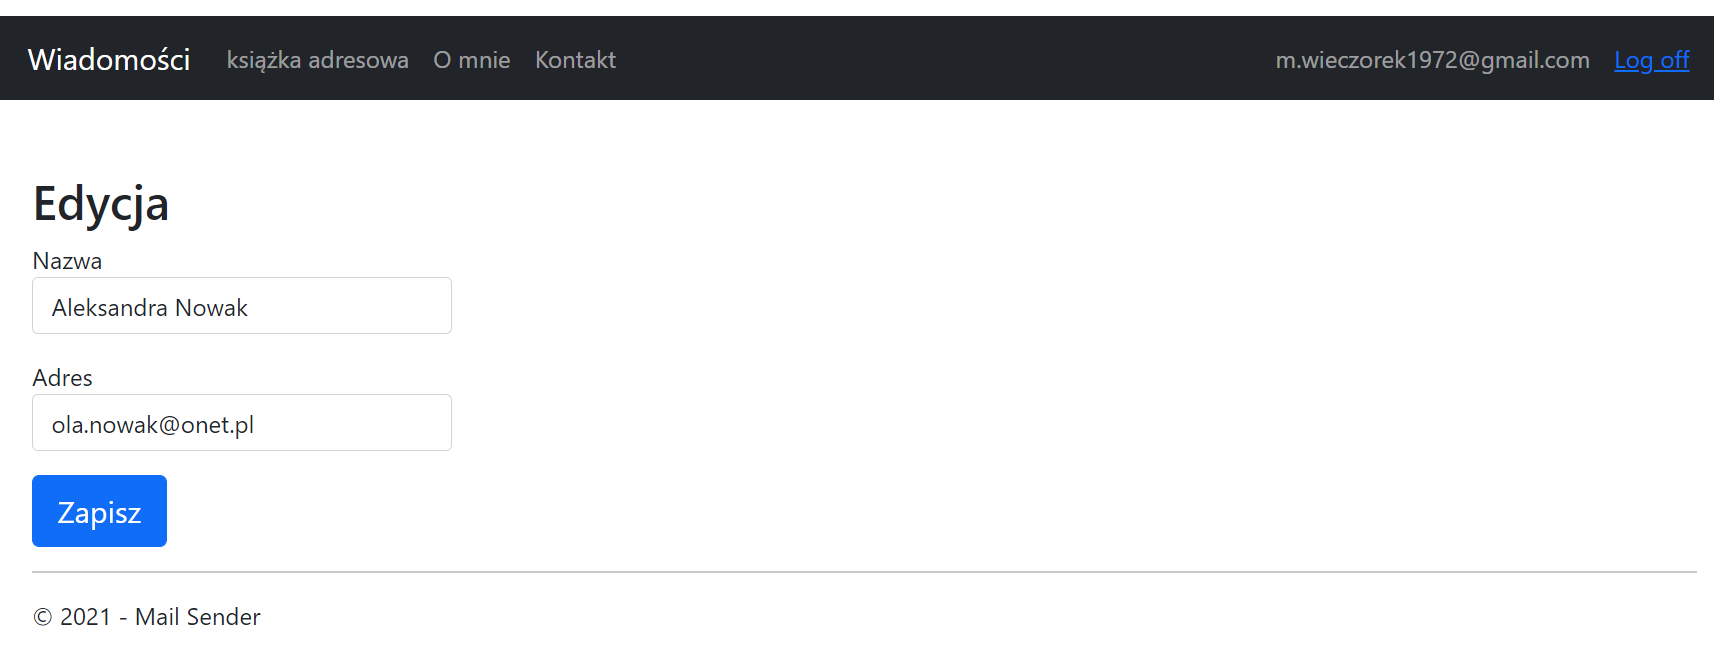 Wiadomości książka adresowa O mnie Kontakt m.wieczorek1972@gmail.com Log off
Edycja
Nazwa
Aleksandra Nowak
Adres
ola.nowak@onet.pl
Zapisz
© 2021 - Mail Sender